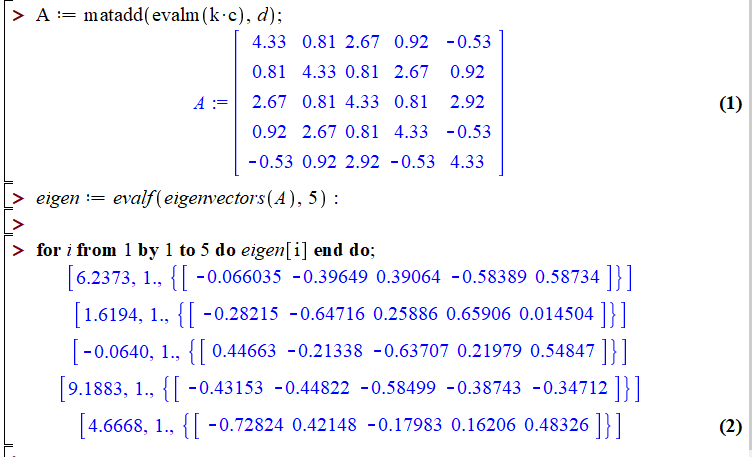 > A := matadd(evalm(k·c), d);
4.33 0.81 2.67 0.92 -0.53
0.81 4.33 0.81 2.67 0.92
A := 2.67 0.81 4.33 0.81 2.92 (1)
0.92 2.67 0.81 4.33 -0.53
-0.53 0.92 2.92 -0.53 4.33
> eigen := evalf(eigenvectors(A), 5) :
>
> for i from 1 by 1 to 5 do eigen[i] end do;
[6.2373, 1., {[ -0.066035 -0.39649 0.39064 -0.58389 0.58734 ]}]
[1.6194, 1., {[ -0.28215 -0.64716 0.25886 0.65906 0.014504 ]}]
[-0.0640, 1., {[ 0.44663 -0.21338 -0.63707 0.21979 0.54847 ]}]
[9.1883, 1., {[ -0.43153 -0.44822 -0.58499 -0.38743 -0.34712 ]}]
[4.6668, 1., {[ -0.72824 0.42148 -0.17983 0.16206 0.48326 ]}] (2)